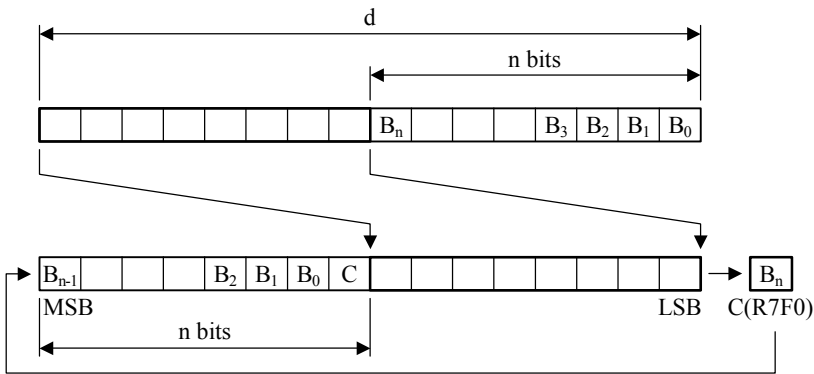 d
n bits
Bₙ B₃ B₂ B₁ B₀
Bₙ₋₁ B₂ B₁ B₀ C Bₙ
MSB LSB C(R7F0)
n bits